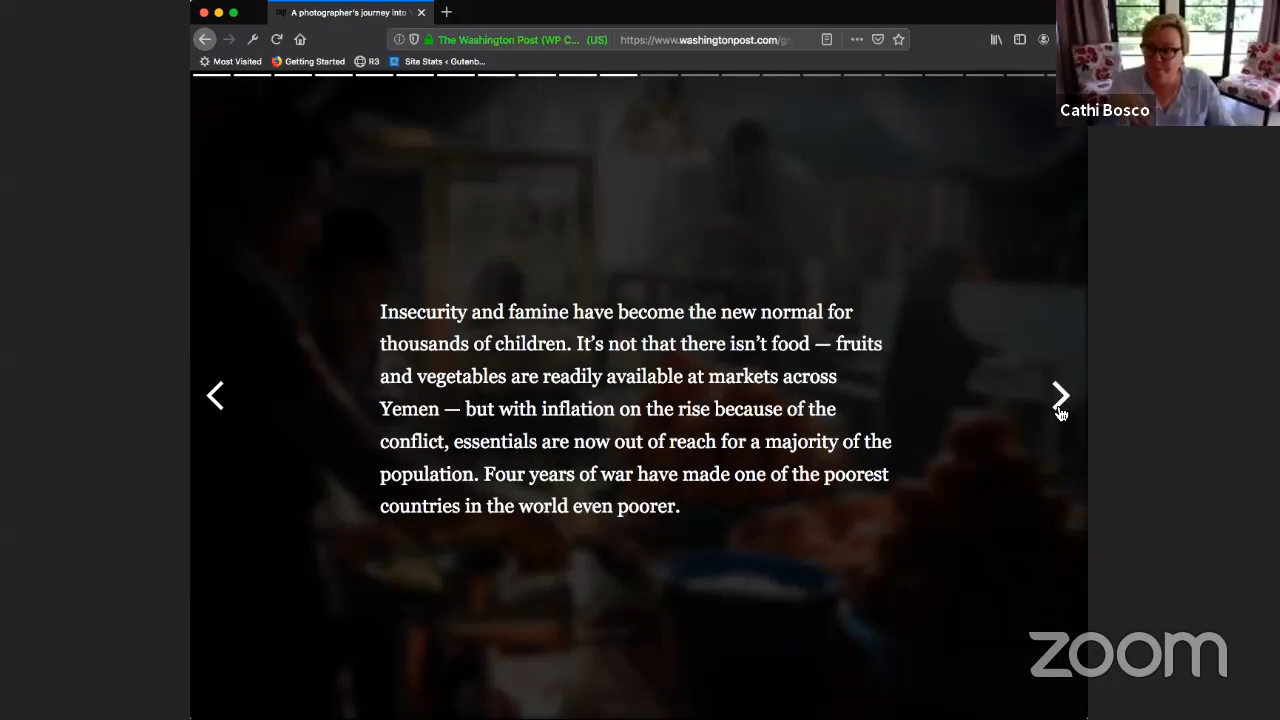 A photographer's journey into
The Washington Post (WP C... (US)
https://www.washingtonpost.com/gr
Most Visited
Getting Started
R3
Site Stats ‹ Gutenb...
Cathi Bosco
Insecurity and famine have become the new normal for
thousands of children. It’s not that there isn’t food — fruits
and vegetables are readily available at markets across
Yemen — but with inflation on the rise because of the
conflict, essentials are now out of reach for a majority of the
population. Four years of war have made one of the poorest
countries in the world even poorer.
zoom